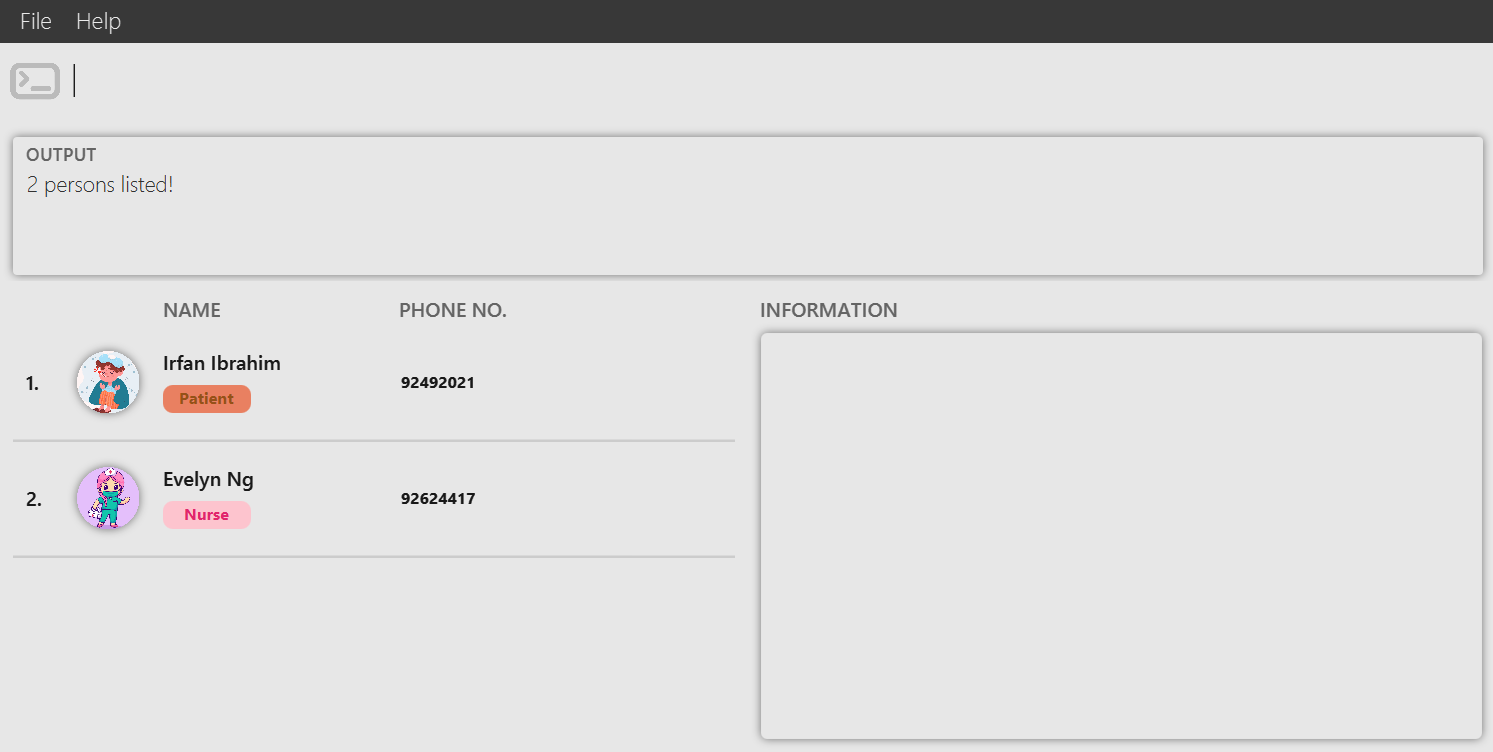 File Help
OUTPUT
2 persons listed!
NAME PHONE NO. INFORMATION
1. Irfan Ibrahim 92492021
Patient
2. Evelyn Ng 92624417
Nurse